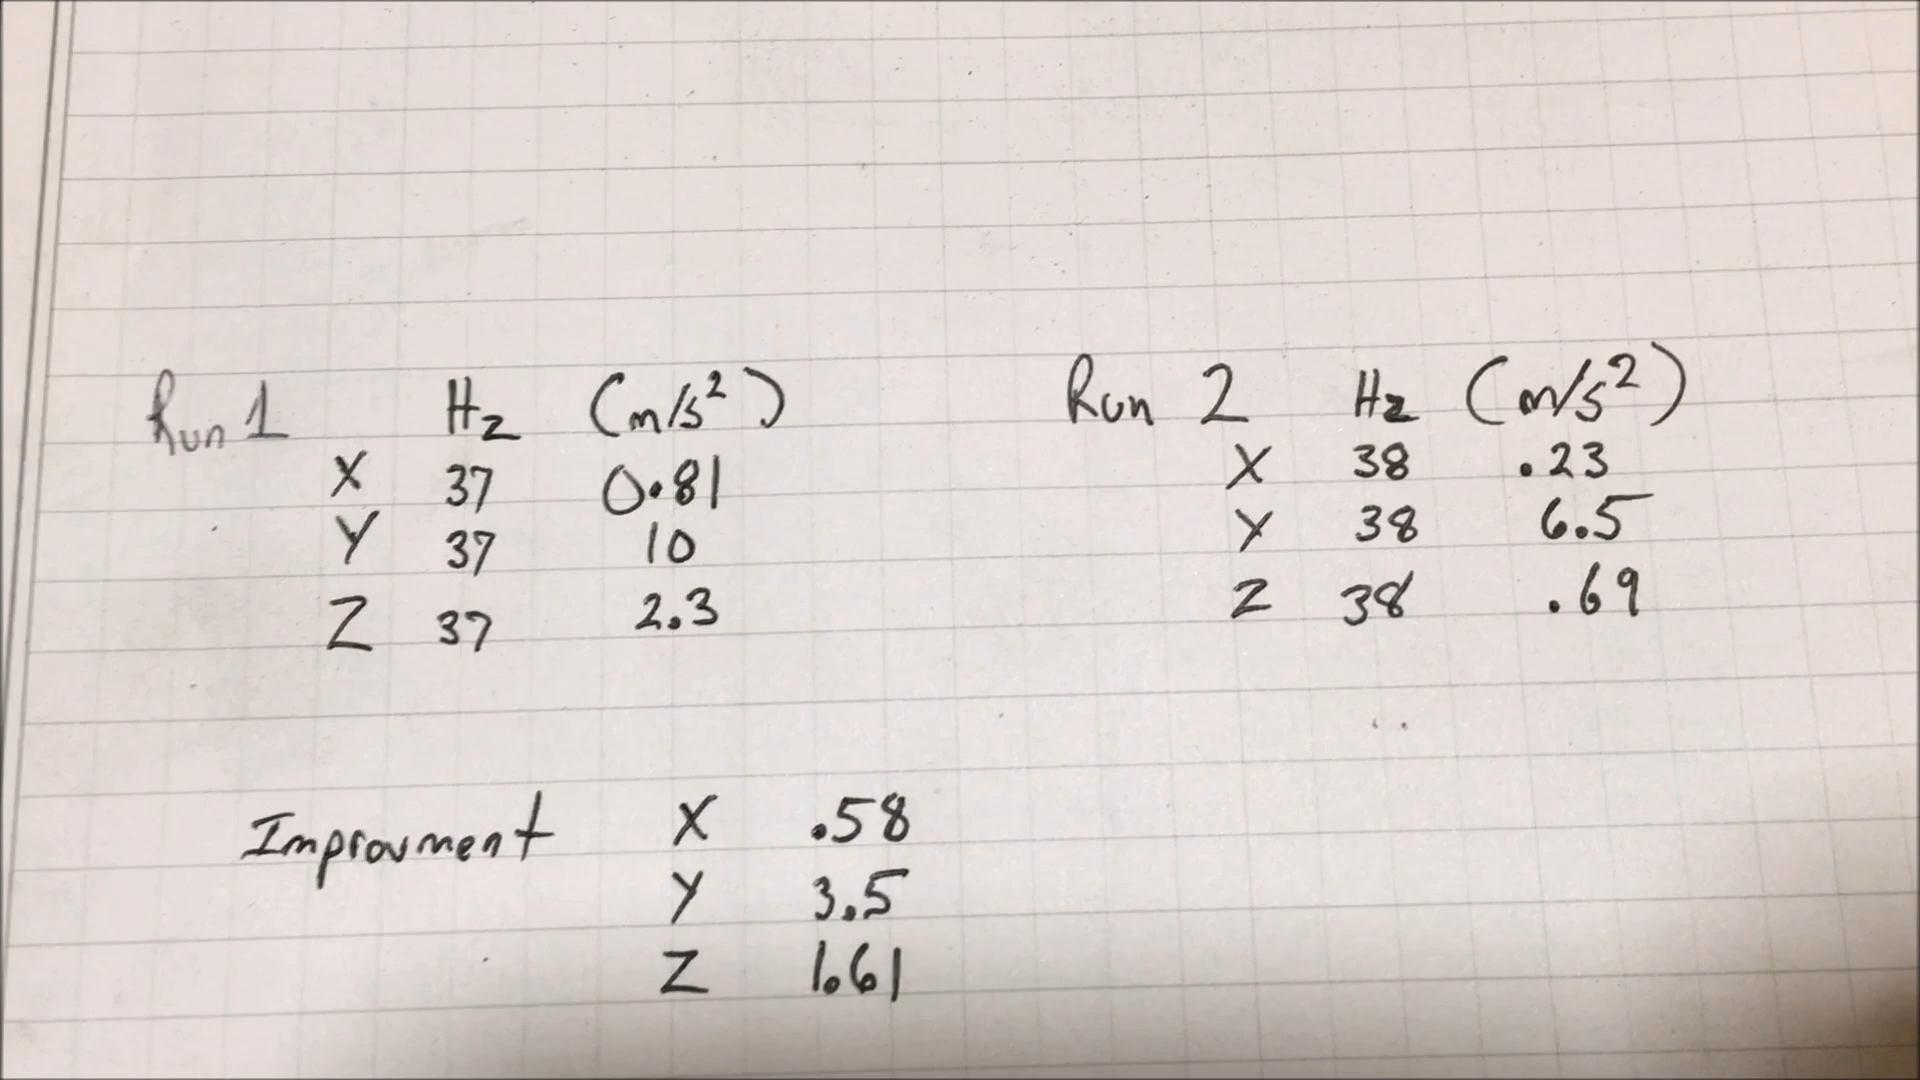 Run 1 Hz (m/s²)
X 37 0.81
Y 37 10
Z 37 2.3
Run 2 Hz (m/s²)
X 38 .23
Y 38 6.5
Z 38 .69
Improvment X .58
Y 3.5
Z 1.61